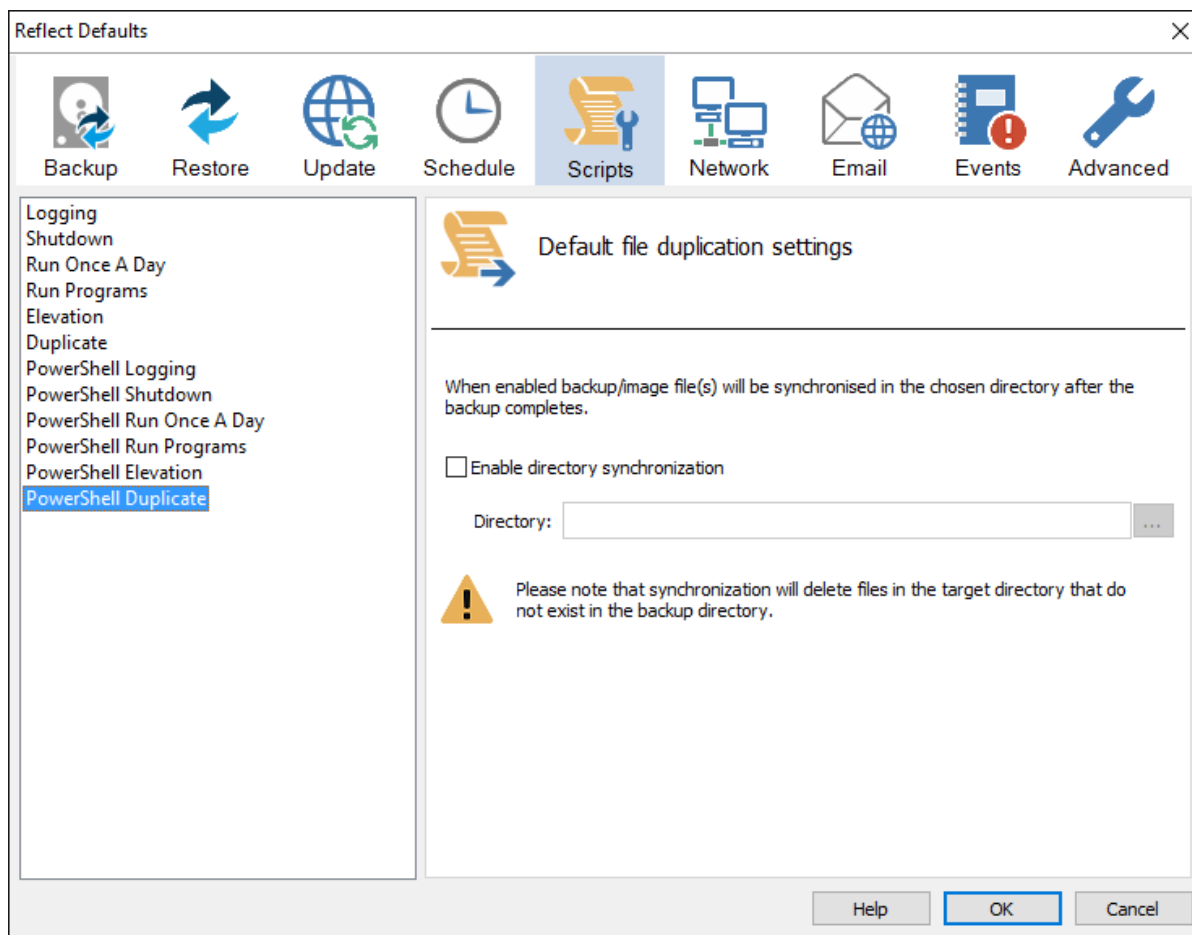 Reflect Defaults
Backup
Restore
Update
Schedule
Scripts
Network
Email
Events
Advanced
Logging
Shutdown
Run Once A Day
Run Programs
Elevation
Duplicate
PowerShell Logging
PowerShell Shutdown
PowerShell Run Once A Day
PowerShell Run Programs
PowerShell Elevation
PowerShell Duplicate
Default file duplication settings
When enabled backup/image file(s) will be synchronised in the chosen directory after the
backup completes.
Enable directory synchronization
Directory:
...
Please note that synchronization will delete files in the target directory that do
not exist in the backup directory.
Help
OK
Cancel